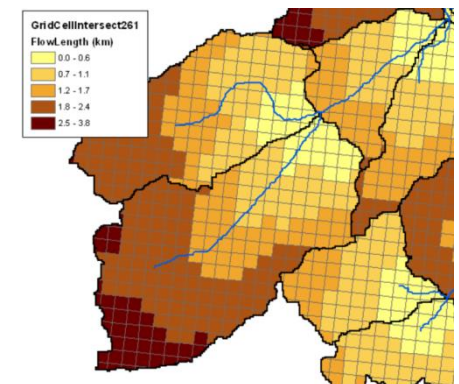 GridCellIntersect261
FlowLength (km)
0.0 - 0.6
0.7 - 1.1
1.2 - 1.7
1.8 - 2.4
2.5 - 3.8